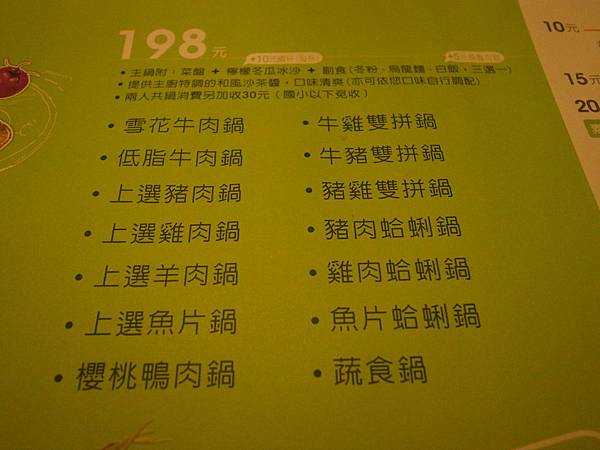 198元
• 主鍋附：菜盤 + 檸檬冬瓜冰沙 + 副食(冬粉、烏龍麵、白飯，三選一)
• 提供主廚特調的和風沙茶醬，口味清爽(亦可依您口味自行調配)
• 兩人共鍋消費另加收30元（國小以下免收）
• 雪花牛肉鍋
• 低脂牛肉鍋
• 上選豬肉鍋
• 上選雞肉鍋
• 上選羊肉鍋
• 上選魚片鍋
• 櫻桃鴨肉鍋
• 牛雞雙拼鍋
• 牛豬雙拼鍋
• 豬雞雙拼鍋
• 豬肉蛤蜊鍋
• 雞肉蛤蜊鍋
• 魚片蛤蜊鍋
• 蔬食鍋
10元
15元
20